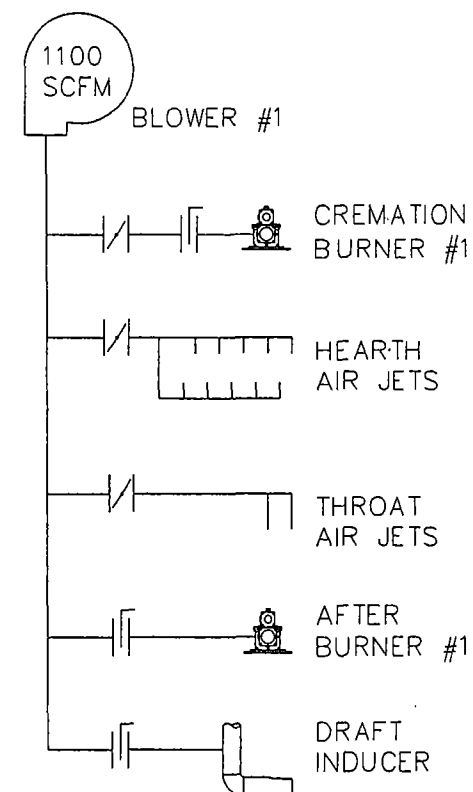 1100
SCFM
BLOWER #1
CREMATION
BURNER #1
HEARTH
AIR JETS
THROAT
AIR JETS
AFTER
BURNER #1
DRAFT
INDUCER